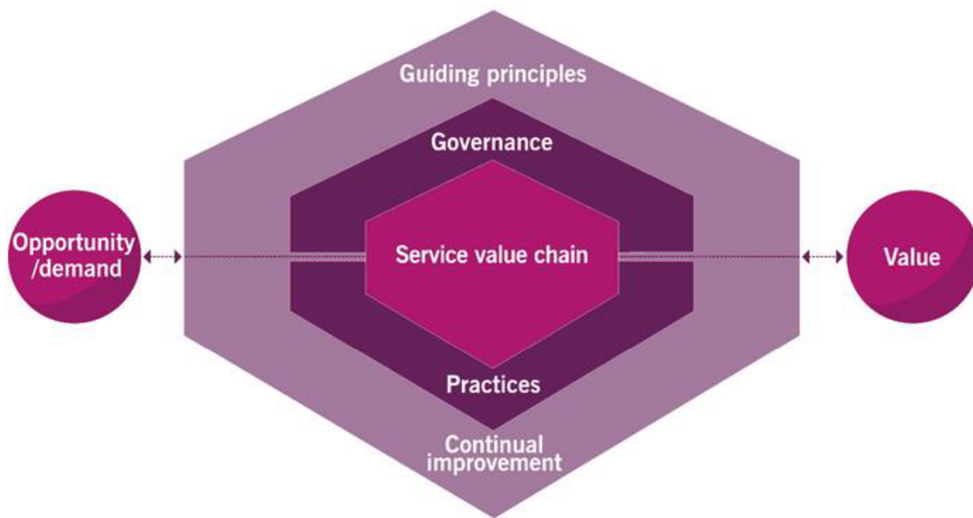 Guiding principles
Governance
Opportunity
/demand
Service value chain
Value
Practices
Continual
improvement